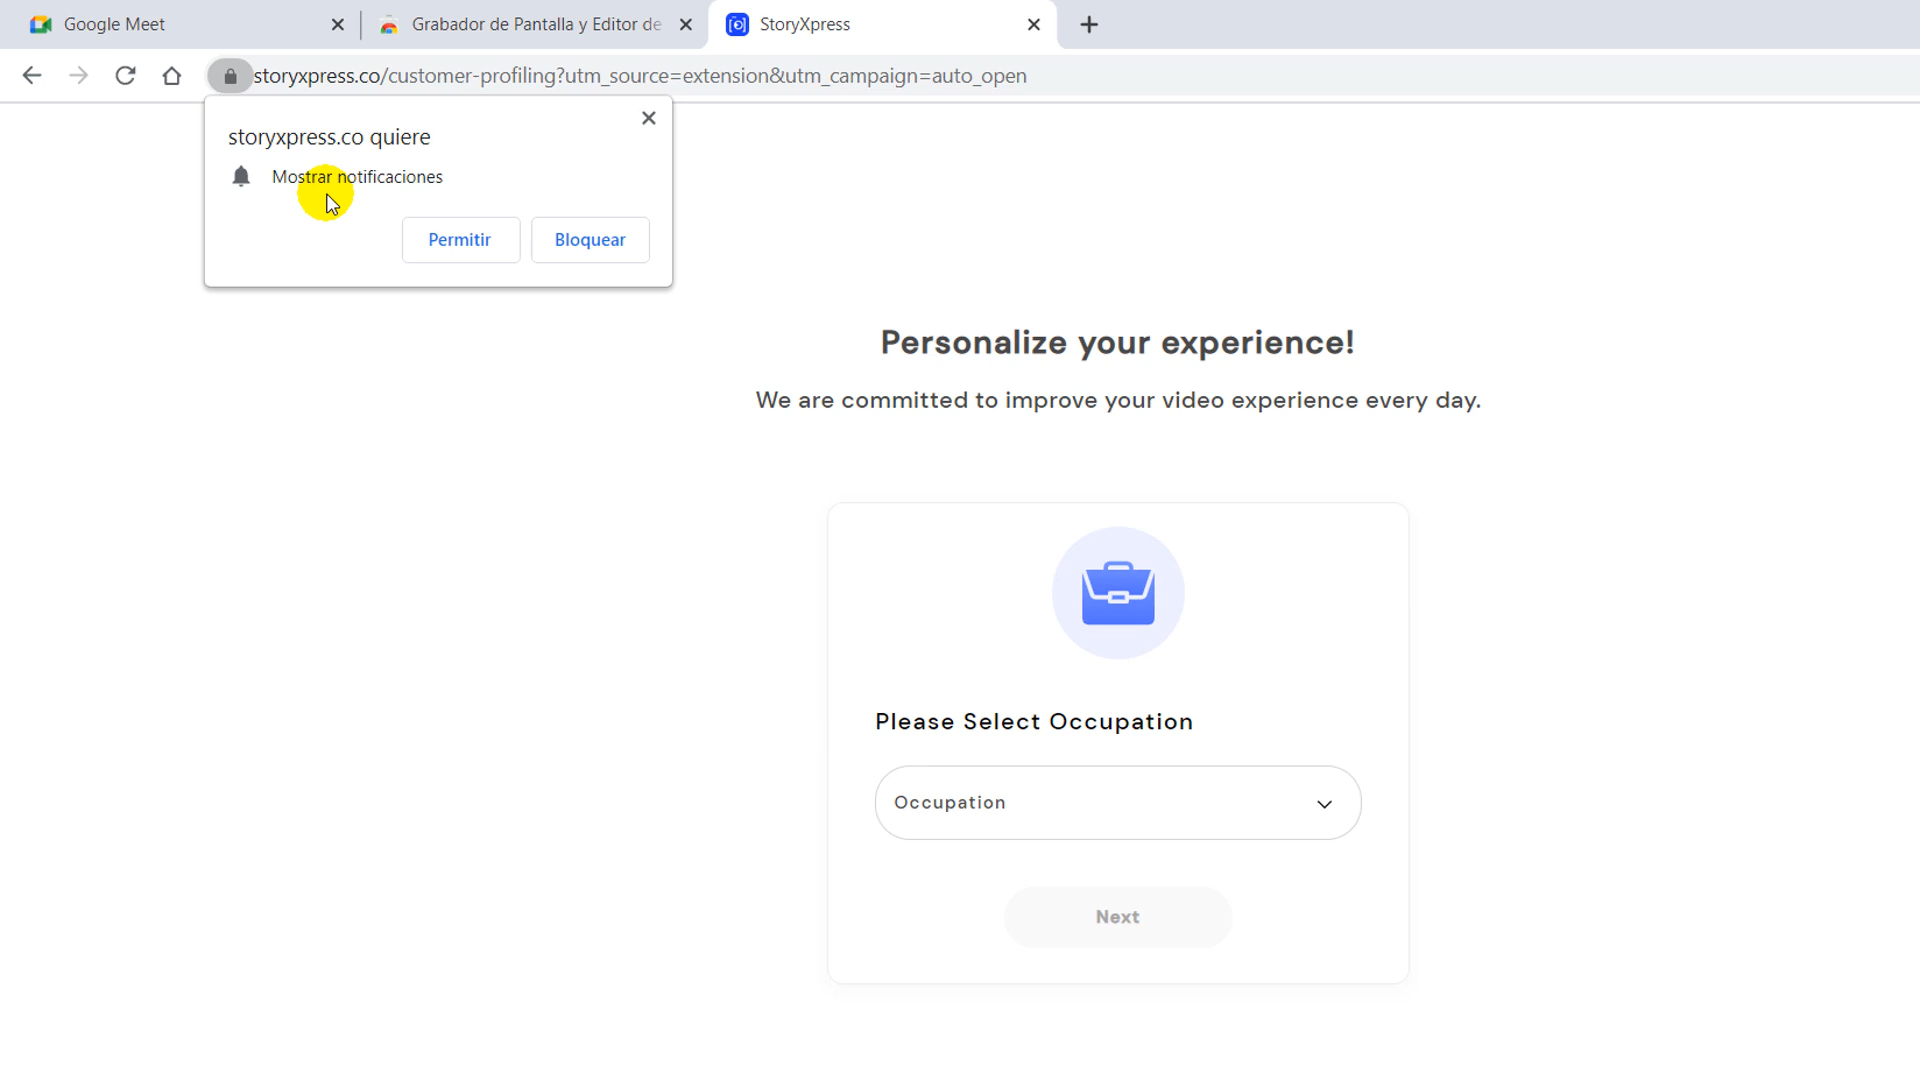 Google Meet
Grabador de Pantalla y Editor de
StoryXpress
storyxpress.co/customer-profiling?utm_source=extension&utm_campaign=auto_open
storyxpress.co quiere
Mostrar notificaciones
Permitir
Bloquear
Personalize your experience!
We are committed to improve your video experience every day.
Please Select Occupation
Occupation
Next